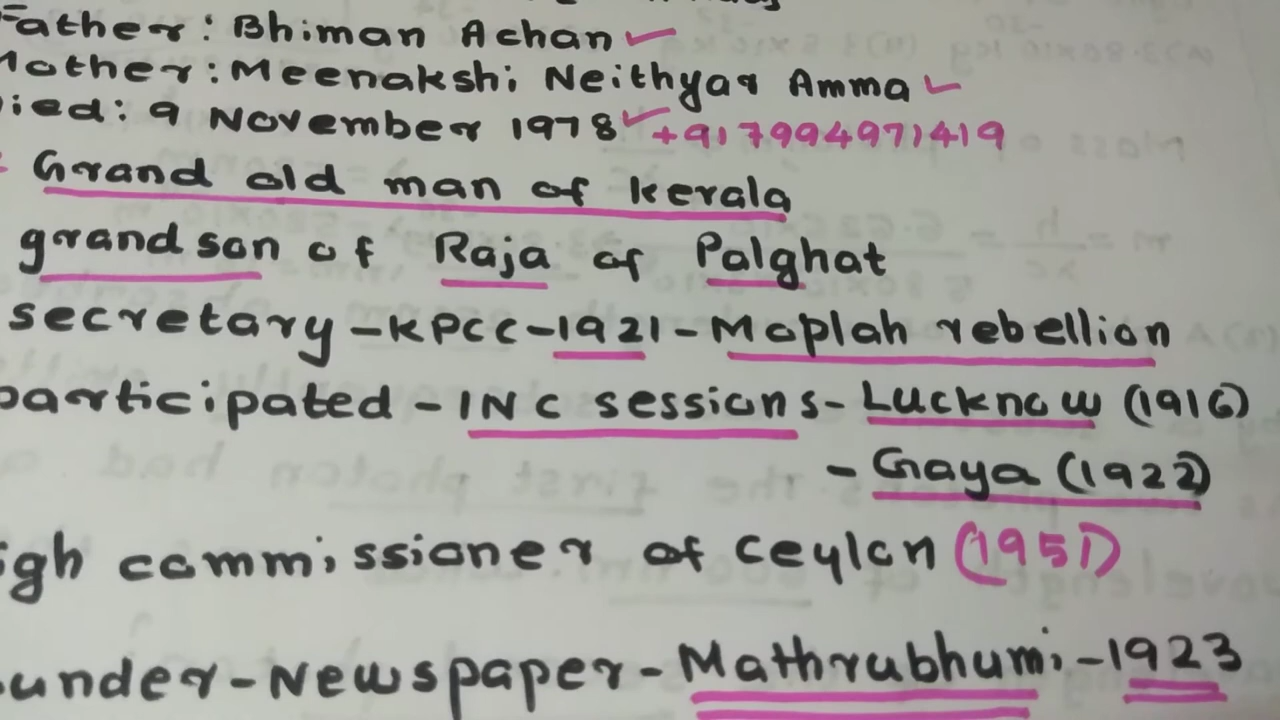 Father: Bhiman Achan
Mother: Meenakshi Neithyar Amma
Died: 9 November 1978 +917994971419
Grand old man of kerala
grandson of Raja of Palghat
secretary-KPCC-1921-Moplah rebellion
participated-INC sessions-Lucknow (1916)
-Gaya (1922)
igh commissioner of ceylon (1951)
under-Newspaper-Mathrubhumi-1923